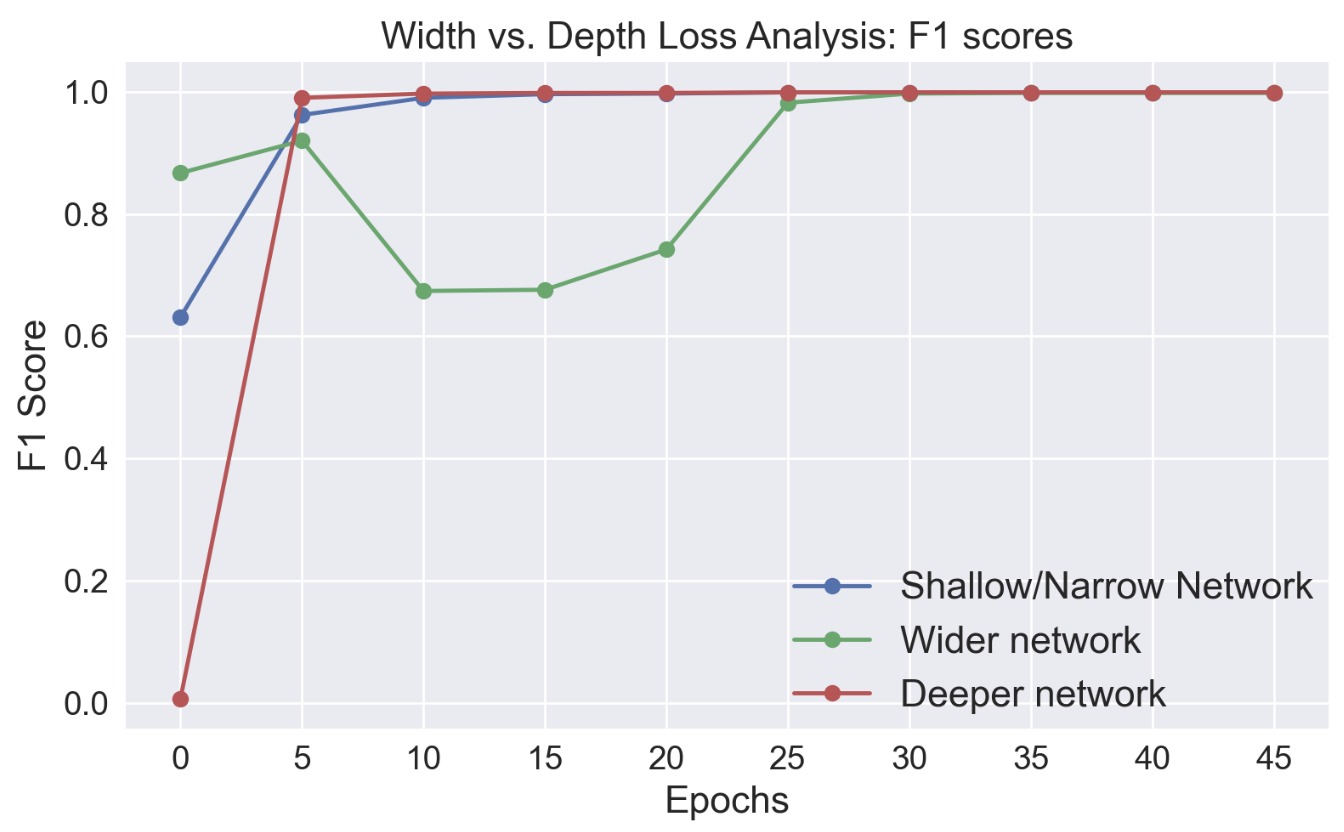 Width vs. Depth Loss Analysis: F1 scores
1.0
0.8
0.6
0.4
0.2
0.0
F1 Score
Shallow/Narrow Network
Wider network
Deeper network
0 5 10 15 20 25 30 35 40 45
Epochs